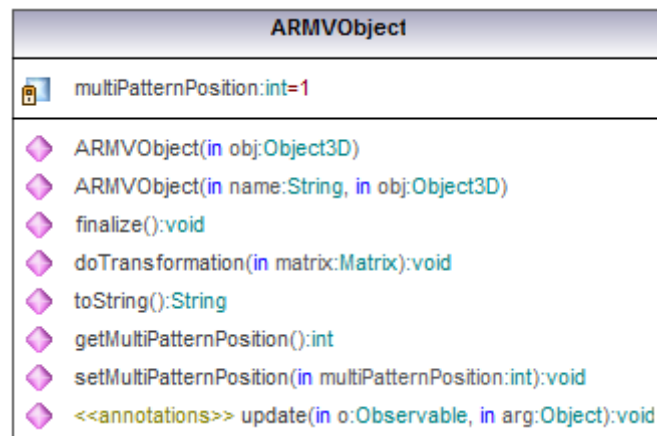 ARMVObject
multiPatternPosition:int=1
ARMVObject(in obj:Object3D)
ARMVObject(in name:String, in obj:Object3D)
finalize():void
doTransformation(in matrix:Matrix):void
toString():String
getMultiPatternPosition():int
setMultiPatternPosition(in multiPatternPosition:int):void
<<annotations>> update(in o:Observable, in arg:Object):void